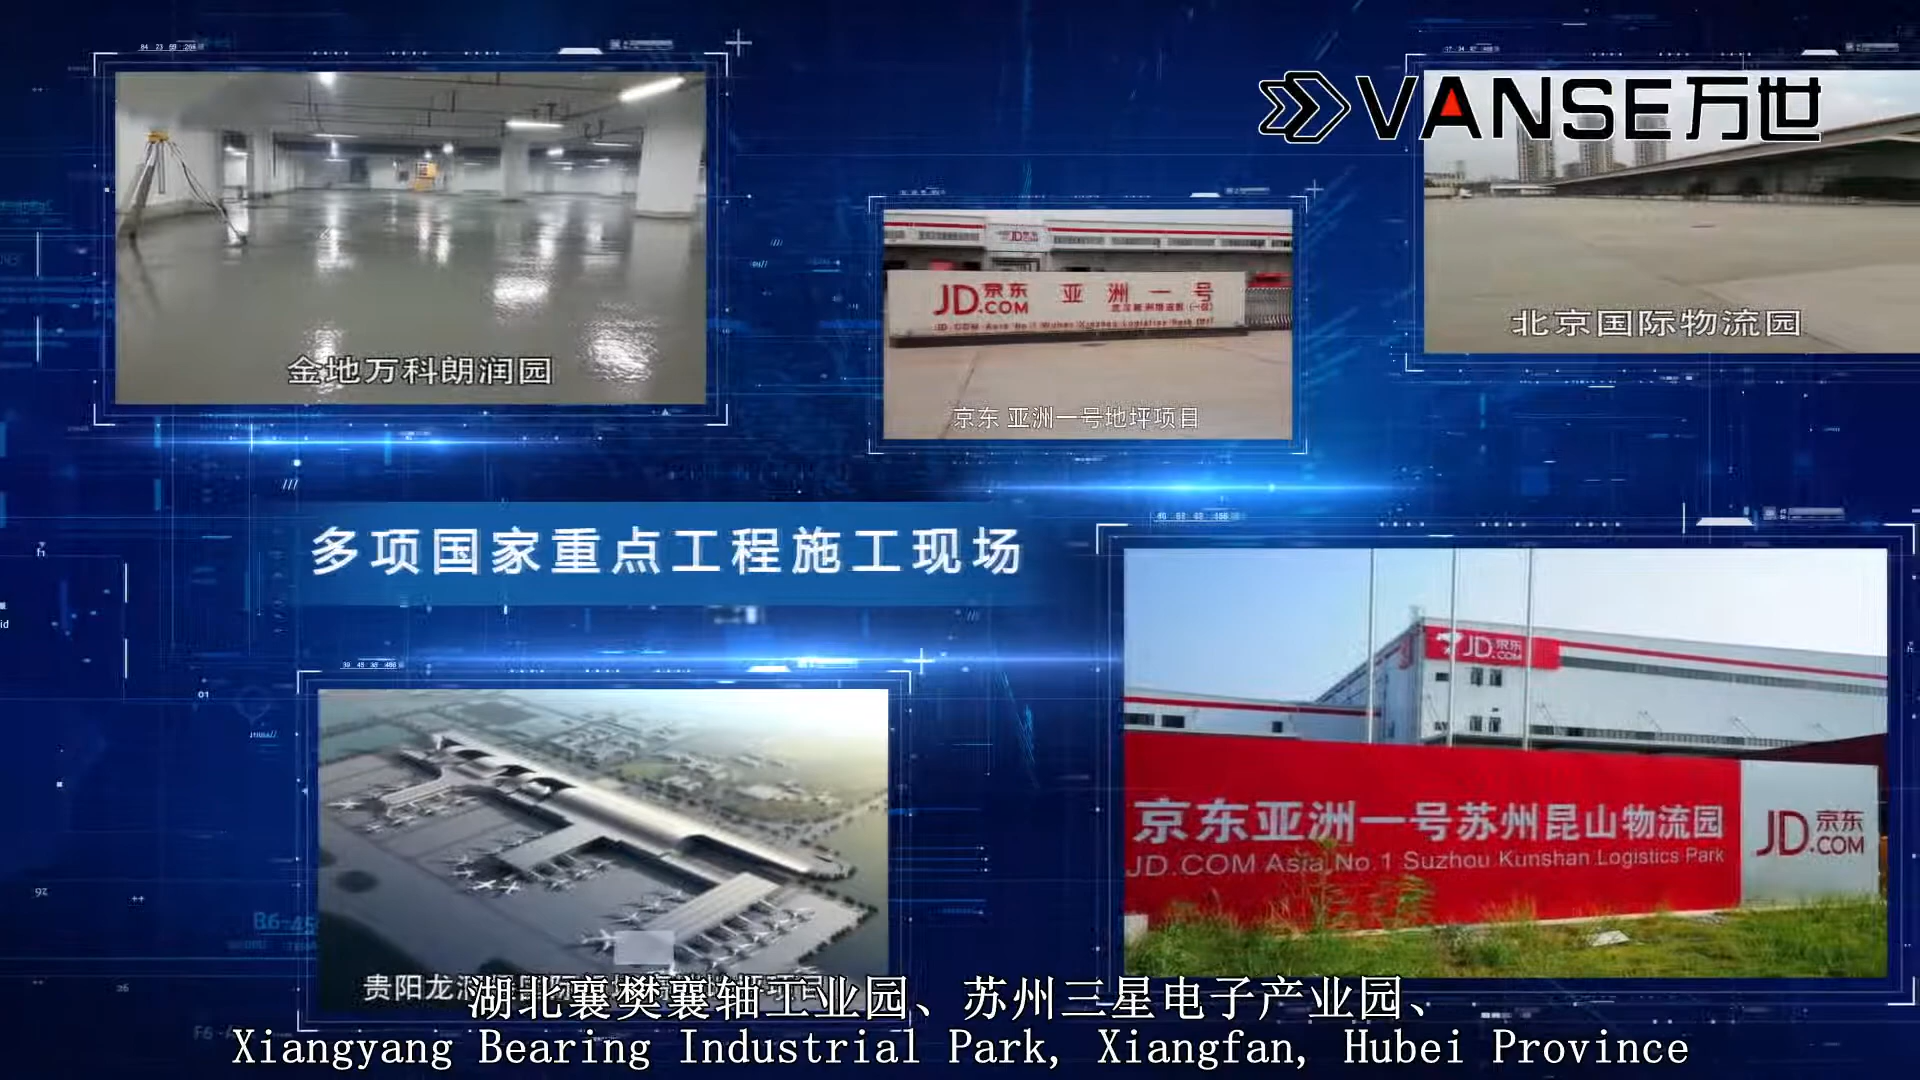 VANSE万世
金地万科朗润园
JD.COM 京东 亚洲一号
京东 亚洲一号地坪项目
北京国际物流园
多项国家重点工程施工现场
JD.COM 京东
京东亚洲一号苏州昆山物流园
JD.COM Asia No.1 Suzhou Kunshan Logistics Park
JD.COM 京东
贵阳龙
湖北襄樊襄轴工业园、苏州三星电子产业园、
Xiangyang Bearing Industrial Park, Xiangfan, Hubei Province